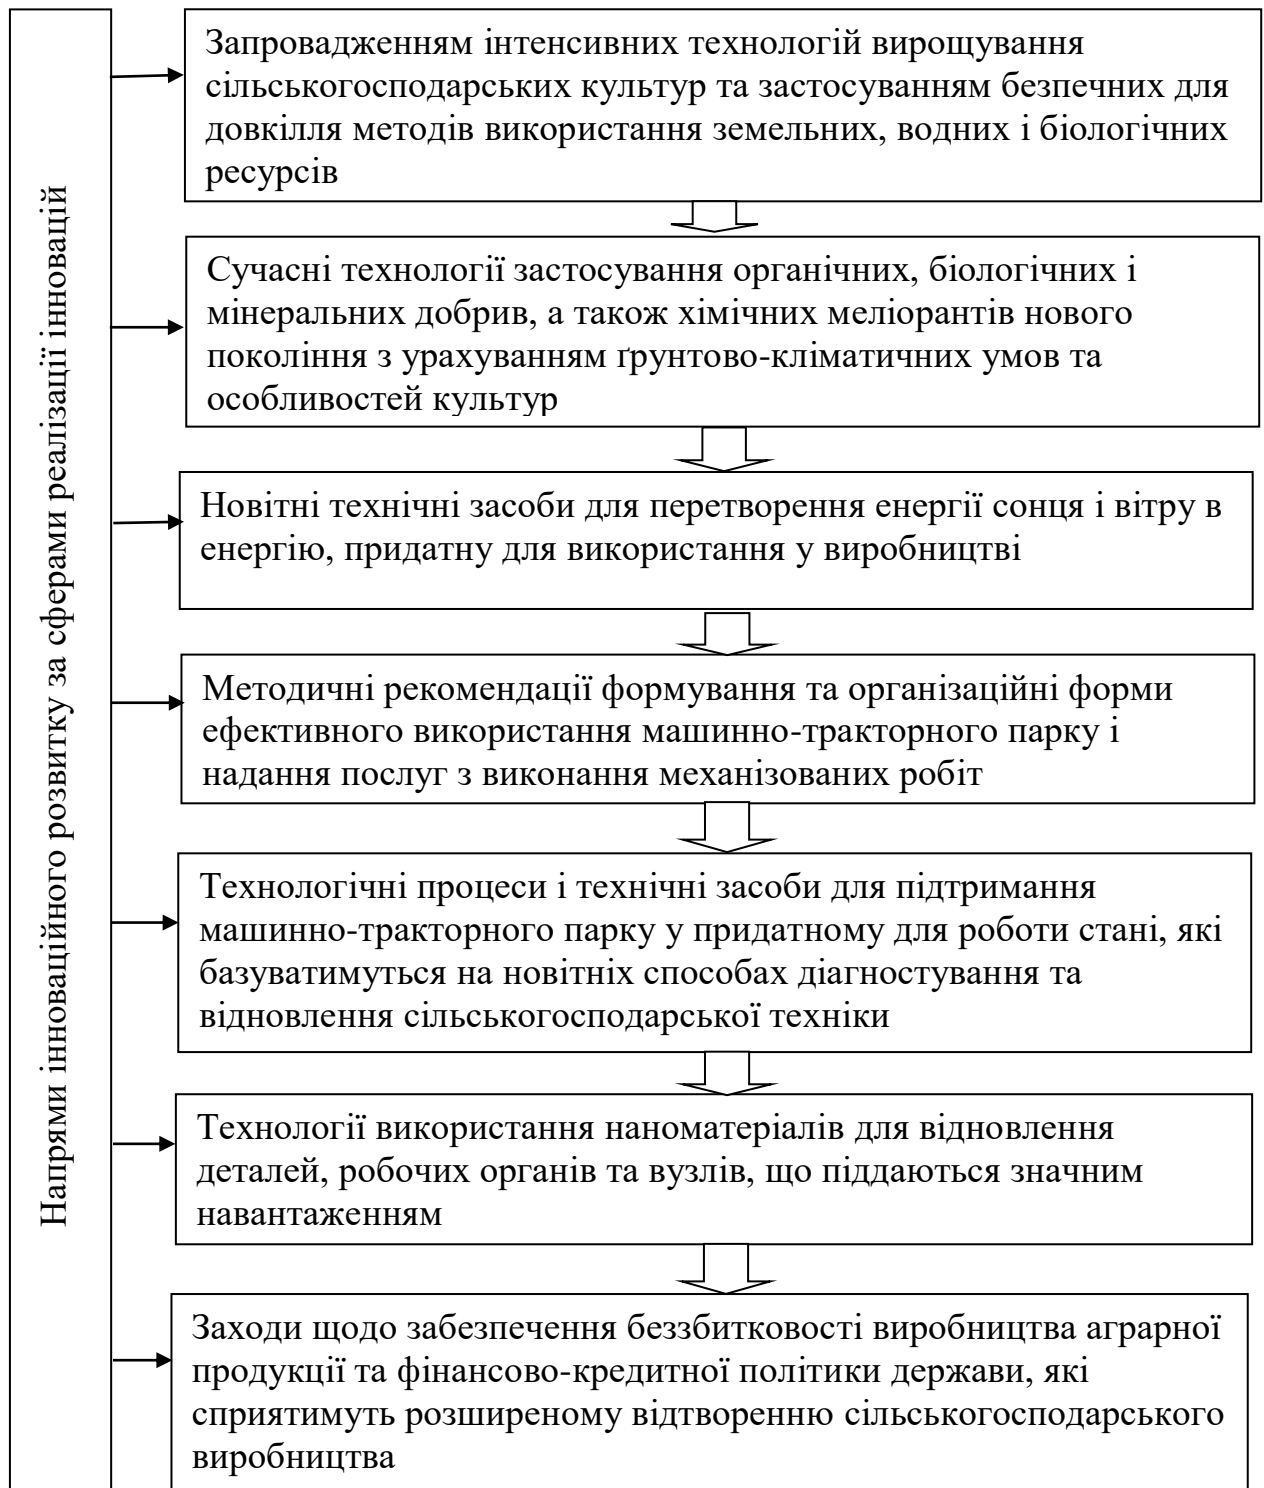 Напрями інноваційного розвитку за сферами реалізації інновацій
Запровадженням інтенсивних технологій вирощування
сільськогосподарських культур та застосуванням безпечних для
довкілля методів використання земельних, водних і біологічних
ресурсів
Сучасні технології застосування органічних, біологічних і
мінеральних добрив, а також хімічних меліорантів нового
покоління з урахуванням ґрунтово-кліматичних умов та
особливостей культур
Новітні технічні засоби для перетворення енергії сонця і вітру в
енергію, придатну для використання у виробництві
Методичні рекомендації формування та організаційні форми
ефективного використання машинно-тракторного парку і
надання послуг з виконання механізованих робіт
Технологічні процеси і технічні засоби для підтримання
машинно-тракторного парку у придатному для роботи стані, які
базуватимуться на новітніх способах діагностування та
відновлення сільськогосподарської техніки
Технології використання наноматеріалів для відновлення
деталей, робочих органів та вузлів, що піддаються значним
навантаженням
Заходи щодо забезпечення беззбитковості виробництва аграрної
продукції та фінансово-кредитної політики держави, які
сприятимуть розширеному відтворенню сільськогосподарського
виробництва